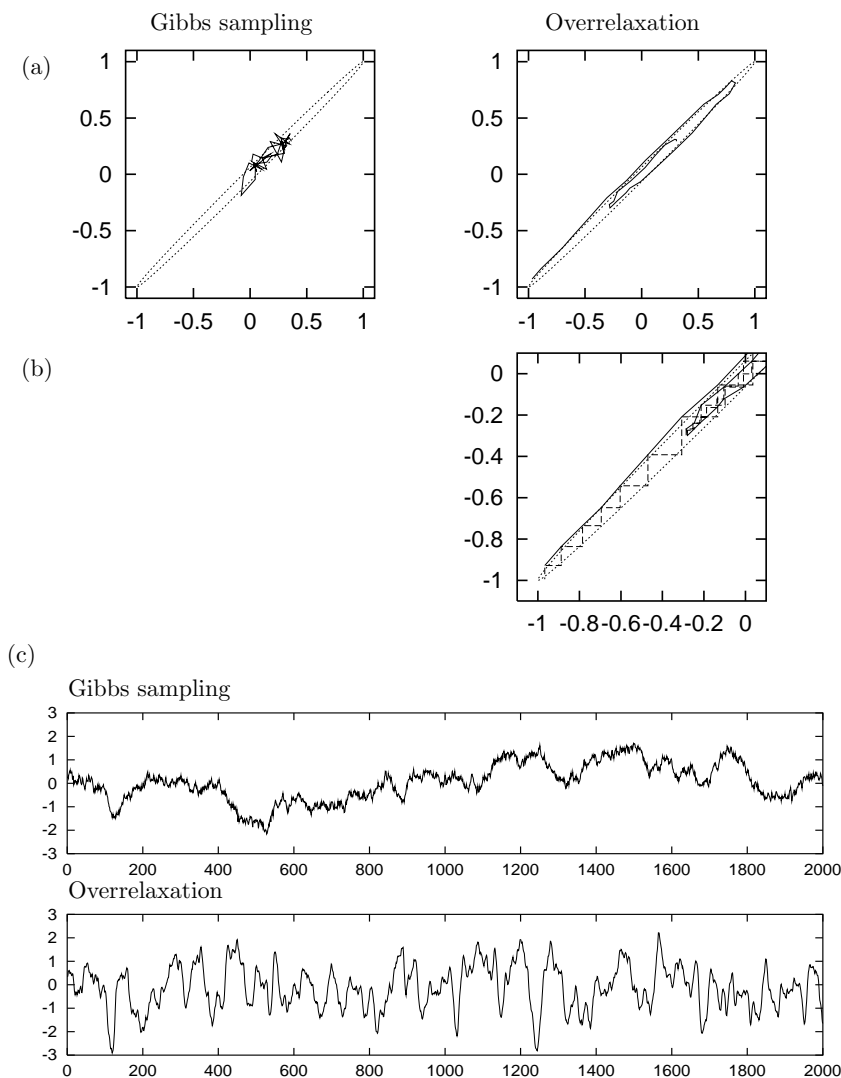 Gibbs sampling Overrelaxation
(a)
1 1
0.5 0.5
0 0
-0.5 -0.5
-1 -1
-1 -0.5 0 0.5 1 -1 -0.5 0 0.5 1
(b)
0
-0.2
-0.4
-0.6
-0.8
-1
-1 -0.8 -0.6 -0.4 -0.2 0
(c)
Gibbs sampling
3
2
1
0
-1
-2
-3
0 200 400 600 800 1000 1200 1400 1600 1800 2000
Overrelaxation
3
2
1
0
-1
-2
-3
0 200 400 600 800 1000 1200 1400 1600 1800 2000